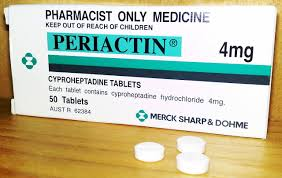 PHARMACIST ONLY MEDICINE
KEEP OUT OF REACH OF CHILDREN
PERIACTIN® 4mg
CYPROHEPTADINE TABLETS
Each tablet contains cyproheptadine hydrochloride 4mg.
50 Tablets
AUST R 62384
MERCK SHARP & DOHME